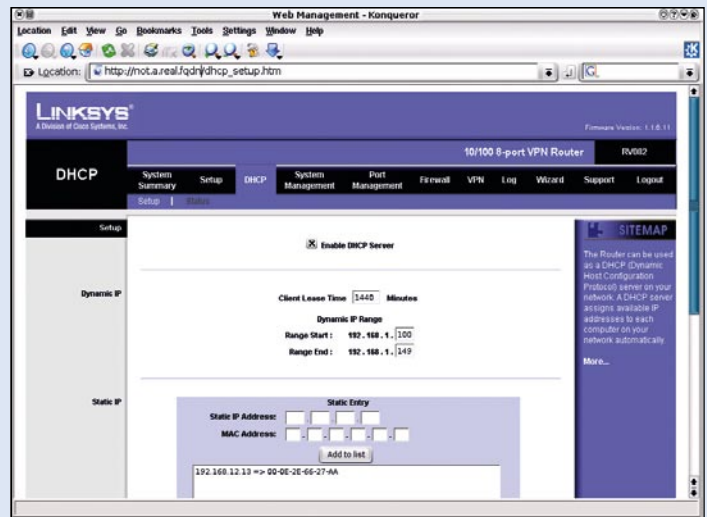 Web Management - Konqueror
Location Edit View Go Bookmarks Tools Settings Window Help
Location: http://not.a.real.fqdn/dhcp_setup.htm
LINKSYS®
A Division of Cisco Systems, Inc.
Firmware Version: 1.1.6.11
10/100 8-port VPN Router RV082
DHCP
System Summary Setup DHCP System Management Port Management Firewall VPN Log Wizard Support Logout
Setup | Status
Setup
Enable DHCP Server
SITEMAP
The Router can be used
as a DHCP (Dynamic
Host Configuration
Protocol) server on your
network. A DHCP server
assigns available IP
addresses to each
computer on your
network automatically.
More...
Dynamic IP
Client Lease Time 1440 Minutes
Dynamic IP Range
Range Start : 192.168.1. 100
Range End : 192.168.1. 149
Static IP
Static Entry
Static IP Address:
MAC Address:
Add to list
192.168.12.13 => 00-0E-2E-66-27-AA